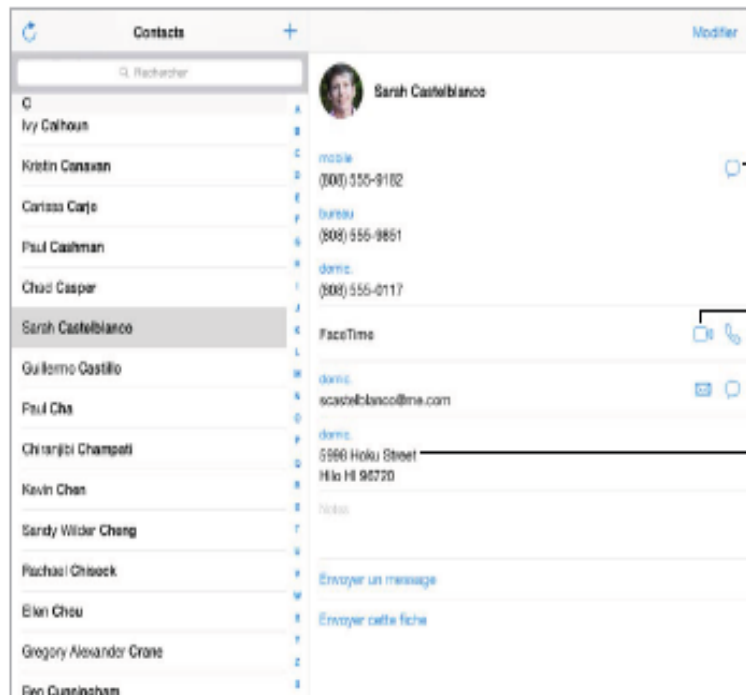 Contacts
+
Rechercher
C
Ivy Calhoun
Kristin Canavan
Carissa Carjo
Paul Cashman
Chad Casper
Sarah Castelblanco
Guillermo Castillo
Paul Cha
Chiranjibi Champati
Kevin Chen
Sandy Wilder Cheng
Rachael Chiseck
Ellen Chou
Gregory Alexander Crane
Ben Cunningham
A
B
C
D
E
F
G
H
I
J
K
L
M
N
O
P
Q
R
S
T
U
V
W
X
Y
Z
Modifier
Sarah Castelblanco
mobile
(808) 555-9102
bureau
(808) 555-9851
domic.
(808) 555-0117
FaceTime
domic.
scastelblanco@me.com
domic.
5998 Hoku Street
Hilo HI 96720
Notes
Envoyer un message
Envoyer cette fiche